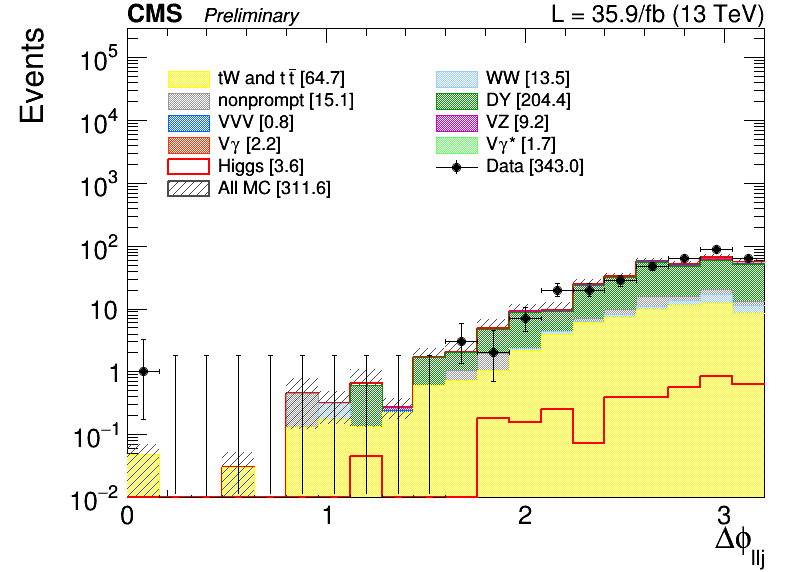 CMS Preliminary L = 35.9/fb (13 TeV)
Events
10⁵
10⁴
10³
10²
10
1
10⁻¹
10⁻²
tW and t t̅ [64.7] WW [13.5]
nonprompt [15.1] DY [204.4]
VVV [0.8] VZ [9.2]
Vγ [2.2] Vγ* [1.7]
Higgs [3.6] Data [343.0]
All MC [311.6]
0 1 2 3
Δϕ_llj